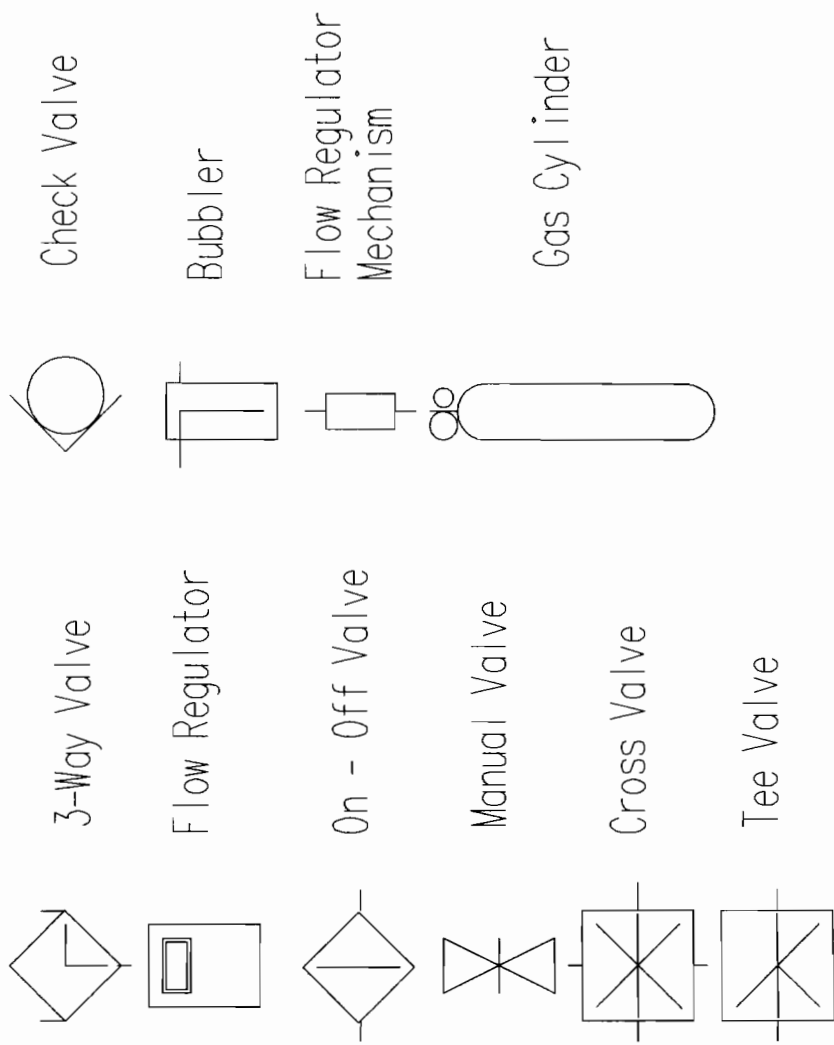 3-Way Valve
Flow Regulator
On - Off Valve
Manual Valve
Cross Valve
Tee Valve
Check Valve
Bubbler
Flow Regulator
Mechanism
Gas Cylinder